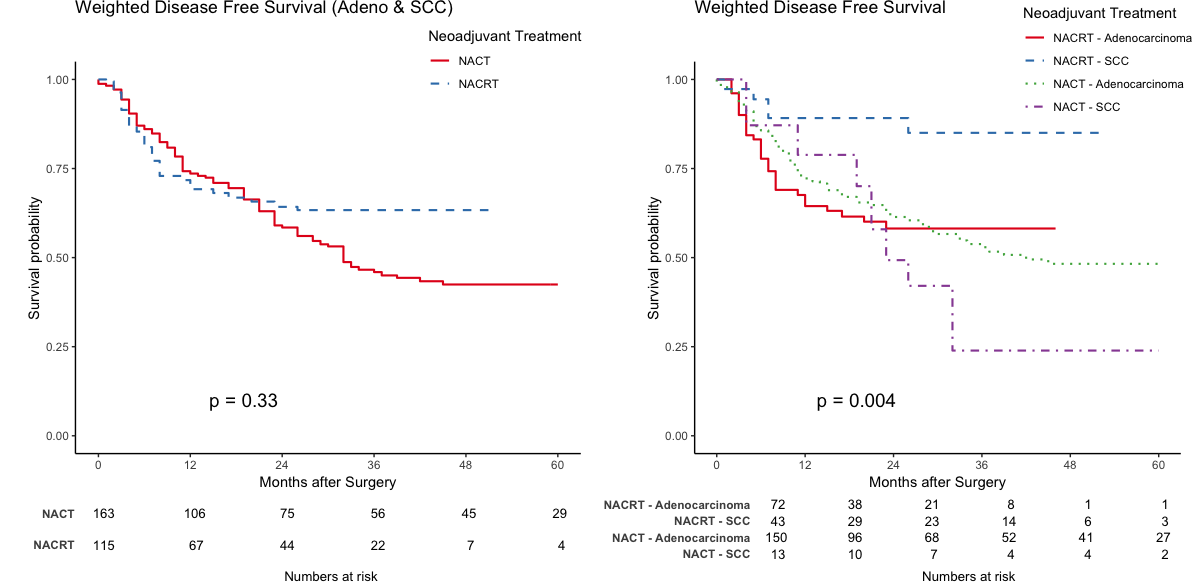 Weighted Disease Free Survival (Adeno & SCC)
Neoadjuvant Treatment
NACT
NACRT
Survival probability
1.00
0.75
0.50
0.25
0.00
p = 0.33
0 12 24 36 48 60
Months after Surgery
NACT 163 106 75 56 45 29
NACRT 115 67 44 22 7 4
Numbers at risk
Weighted Disease Free Survival
Neoadjuvant Treatment
NACRT - Adenocarcinoma
NACRT - SCC
NACT - Adenocarcinoma
NACT - SCC
Survival probability
1.00
0.75
0.50
0.25
0.00
p = 0.004
0 12 24 36 48 60
Months after Surgery
NACRT - Adenocarcinoma 72 38 21 8 1 1
NACRT - SCC 43 29 23 14 6 3
NACT - Adenocarcinoma 150 96 68 52 41 27
NACT - SCC 13 10 7 4 4 2
Numbers at risk